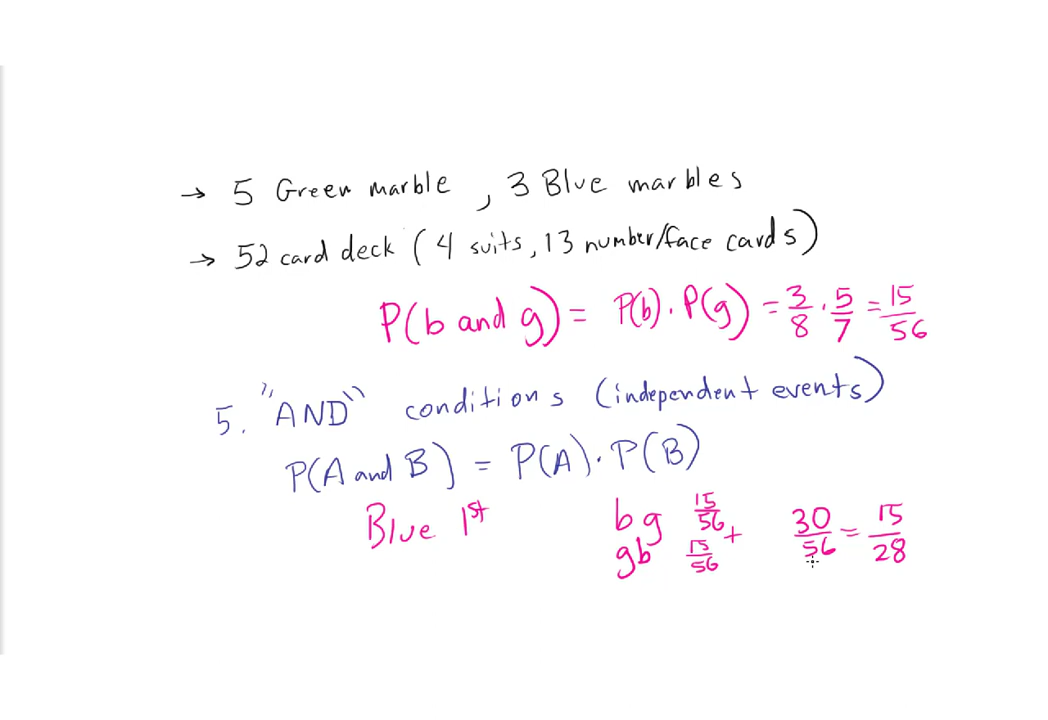 → 5 Green marble , 3 Blue marbles
→ 52 card deck (4 suits, 13 number/face cards)
P(b and g) = P(b) · P(g) = 3/8 · 5/7 = 15/56
5. "AND" conditions (independent events)
P(A and B) = P(A) · P(B)
Blue 1st
bg 15/56 +
gb 15/56
30/56 = 15/28